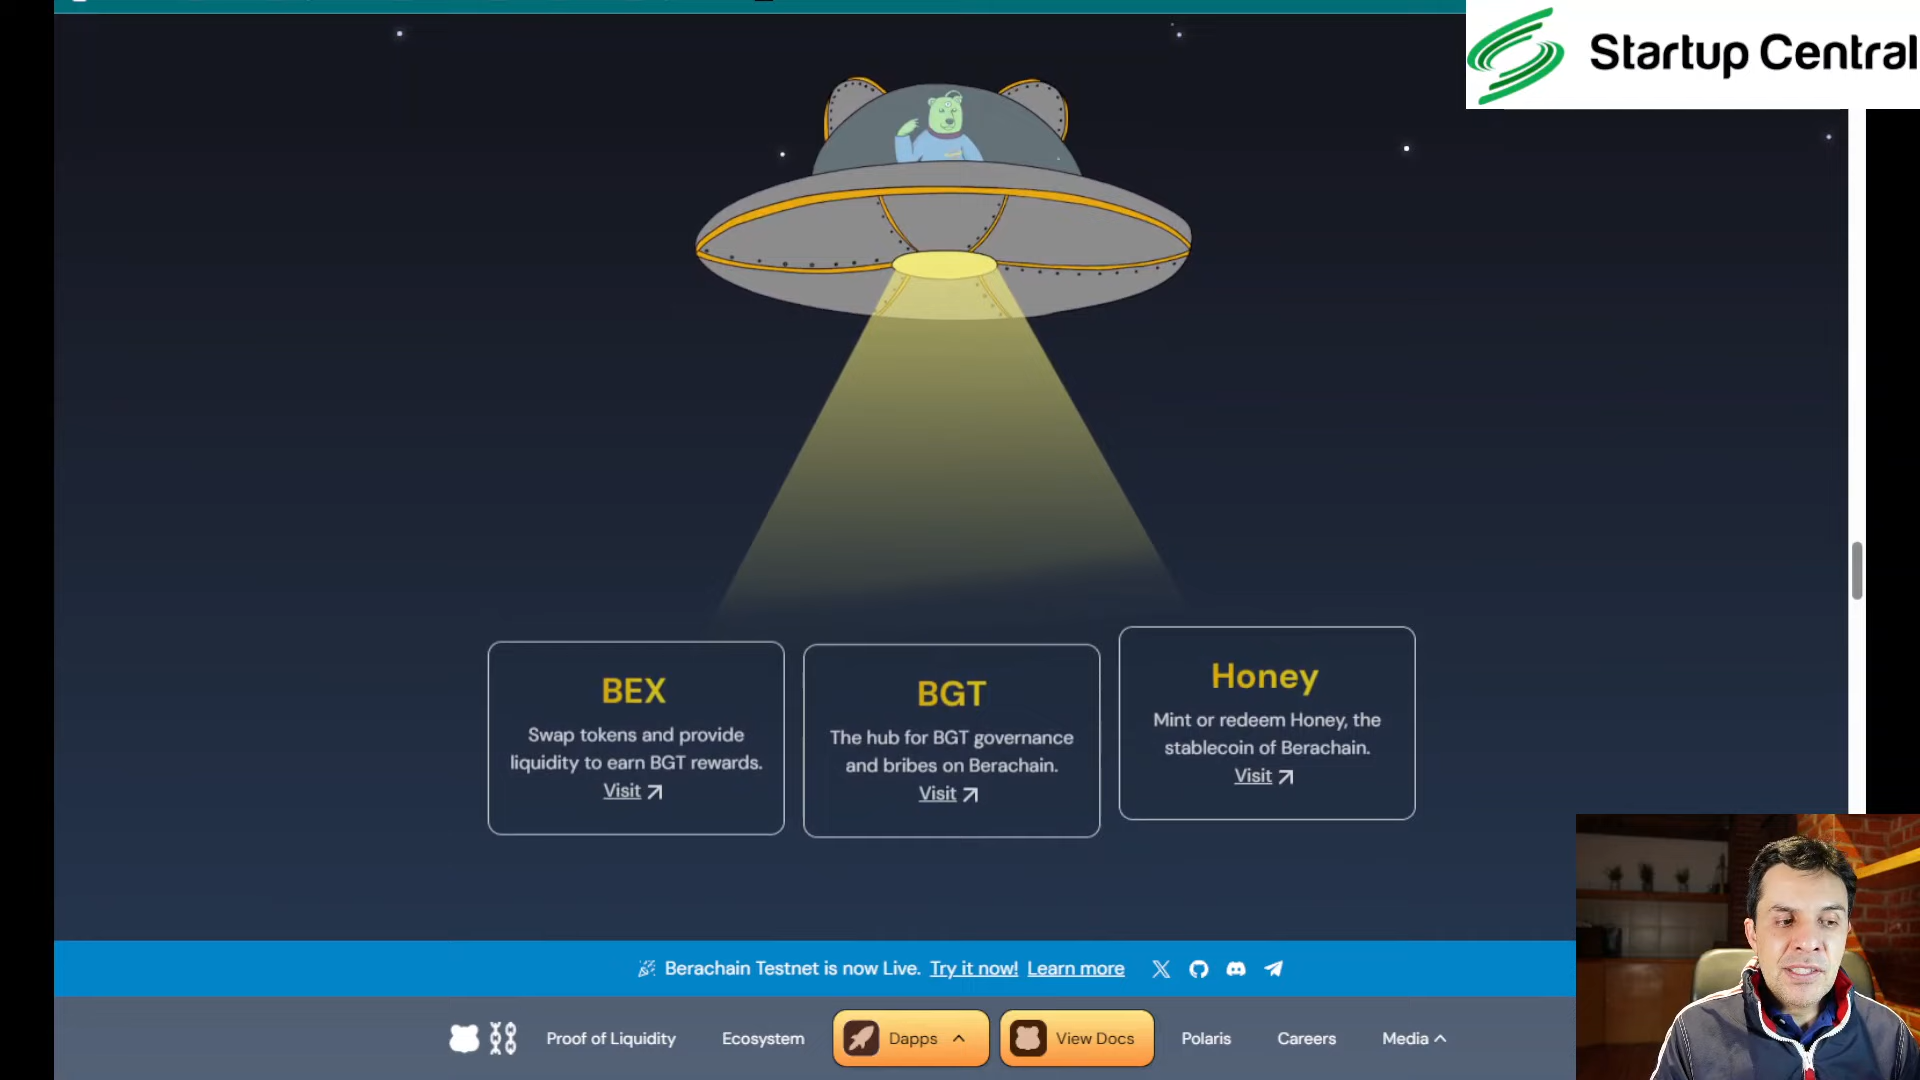 Startup Central
BEX
Swap tokens and provide
liquidity to earn BGT rewards.
Visit
BGT
The hub for BGT governance
and bribes on Berachain.
Visit
Honey
Mint or redeem Honey, the
stablecoin of Berachain.
Visit
Berachain Testnet is now Live. Try it now! Learn more
Proof of Liquidity Ecosystem Dapps View Docs Polaris Careers Media